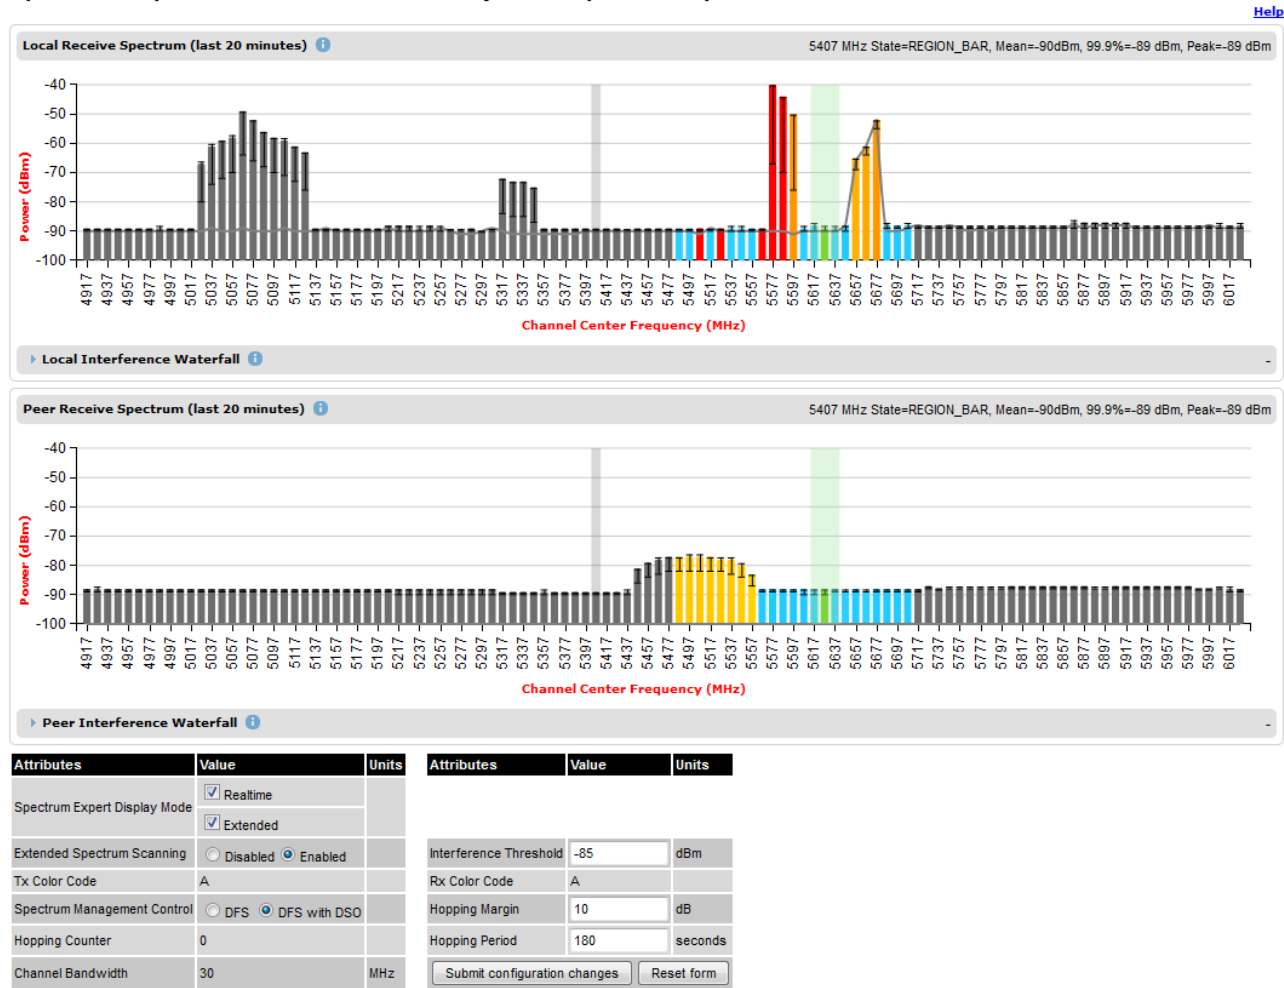 Help
Local Receive Spectrum (last 20 minutes) i 5407 MHz State=REGION_BAR, Mean=-90dBm, 99.9%=-89 dBm, Peak=-89 dBm
-40
-50
-60
-70
-80
-90
-100
Power (dBm)
4917 4937 4957 4977 4997 5017 5037 5057 5077 5097 5117 5137 5157 5177 5197 5217 5237 5257 5277 5297 5317 5337 5357 5377 5397 5417 5437 5457 5477 5497 5517 5537 5557 5577 5597 5617 5637 5657 5677 5697 5717 5737 5757 5777 5797 5817 5837 5857 5877 5897 5917 5937 5957 5977 5997 6017
Channel Center Frequency (MHz)
Local Interference Waterfall i -
Peer Receive Spectrum (last 20 minutes) i 5407 MHz State=REGION_BAR, Mean=-90dBm, 99.9%=-89 dBm, Peak=-89 dBm
-40
-50
-60
-70
-80
-90
-100
Power (dBm)
4917 4937 4957 4977 4997 5017 5037 5057 5077 5097 5117 5137 5157 5177 5197 5217 5237 5257 5277 5297 5317 5337 5357 5377 5397 5417 5437 5457 5477 5497 5517 5537 5557 5577 5597 5617 5637 5657 5677 5697 5717 5737 5757 5777 5797 5817 5837 5857 5877 5897 5917 5937 5957 5977 5997 6017
Channel Center Frequency (MHz)
Peer Interference Waterfall i -
Attributes Value Units Attributes Value Units
Spectrum Expert Display Mode Realtime
Extended
Extended Spectrum Scanning Disabled Enabled Interference Threshold -85 dBm
Tx Color Code A Rx Color Code A
Spectrum Management Control DFS DFS with DSO Hopping Margin 10 dB
Hopping Counter 0 Hopping Period 180 seconds
Channel Bandwidth 30 MHz Submit configuration changes Reset form